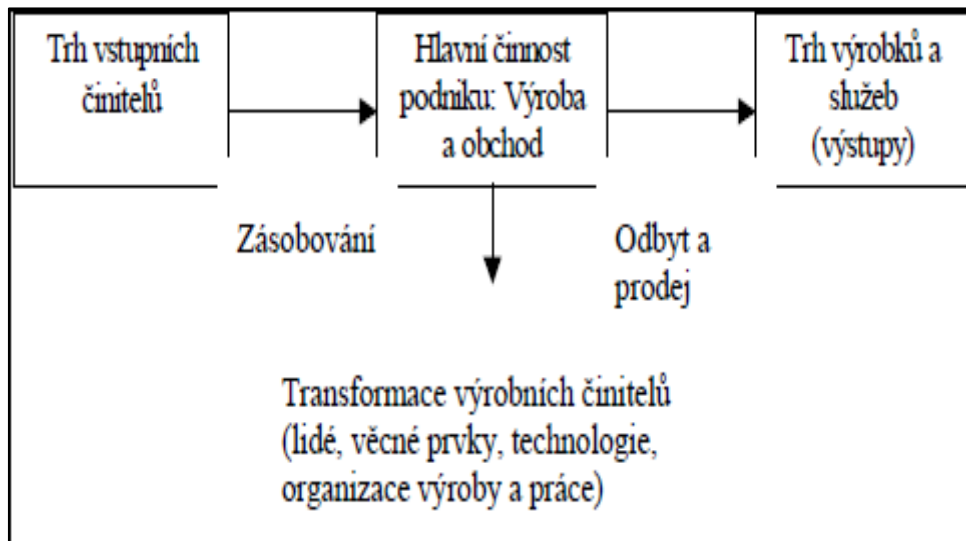 Trh vstupních
činitelů
Hlavní činnost
podniku: Výroba
a obchod
Trh výrobků a
služeb
(výstupy)
Zásobování
Odbyt a
prodej
Transformace výrobních činitelů
(lidé, věcné prvky, technologie,
organizace výroby a práce)